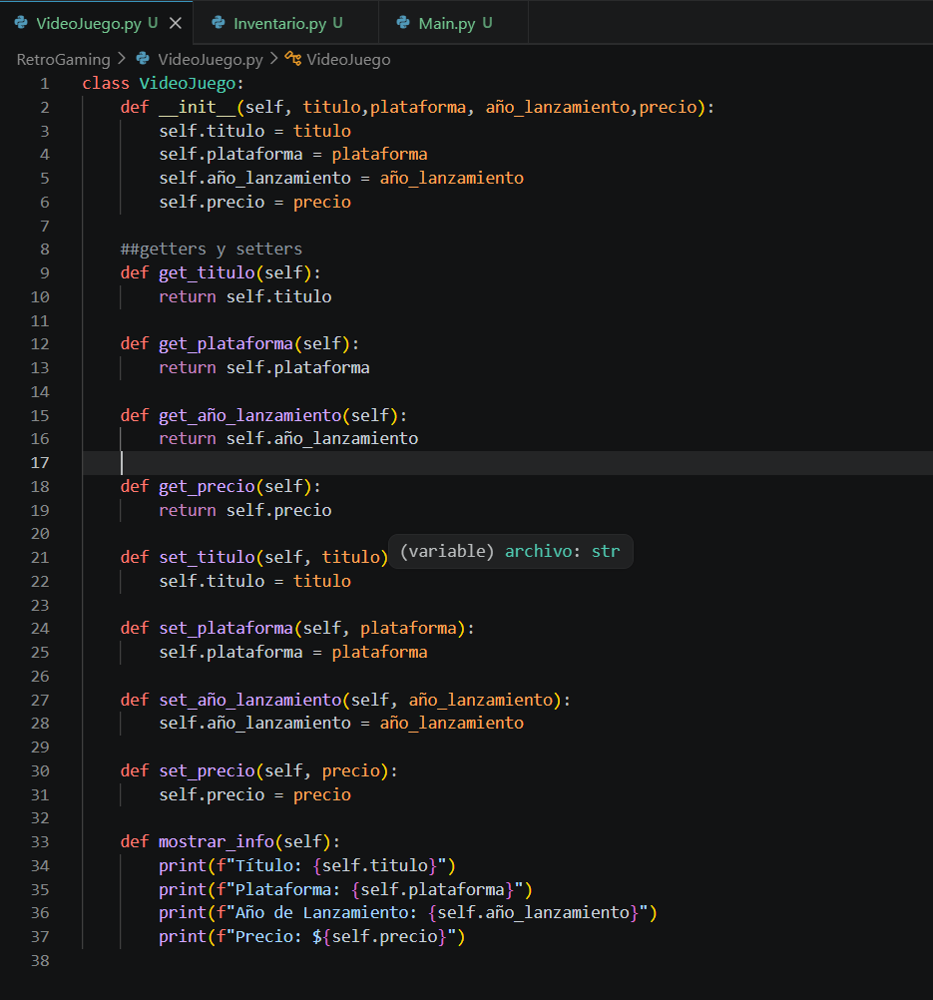 VideoJuego.py U
Inventario.py U
Main.py U
RetroGaming > VideoJuego.py > VideoJuego
1 class VideoJuego:
2     def __init__(self, titulo,plataforma, año_lanzamiento,precio):
3         self.titulo = titulo
4         self.plataforma = plataforma
5         self.año_lanzamiento = año_lanzamiento
6         self.precio = precio
7
8     ##getters y setters
9     def get_titulo(self):
10         return self.titulo
11
12     def get_plataforma(self):
13         return self.plataforma
14
15     def get_año_lanzamiento(self):
16         return self.año_lanzamiento
17
18     def get_precio(self):
19         return self.precio
20
21     def set_titulo(self, titulo)
(variable) archivo: str
22         self.titulo = titulo
23
24     def set_plataforma(self, plataforma):
25         self.plataforma = plataforma
26
27     def set_año_lanzamiento(self, año_lanzamiento):
28         self.año_lanzamiento = año_lanzamiento
29
30     def set_precio(self, precio):
31         self.precio = precio
32
33     def mostrar_info(self):
34         print(f"Título: {self.titulo}")
35         print(f"Plataforma: {self.plataforma}")
36         print(f"Año de Lanzamiento: {self.año_lanzamiento}")
37         print(f"Precio: ${self.precio}")
38